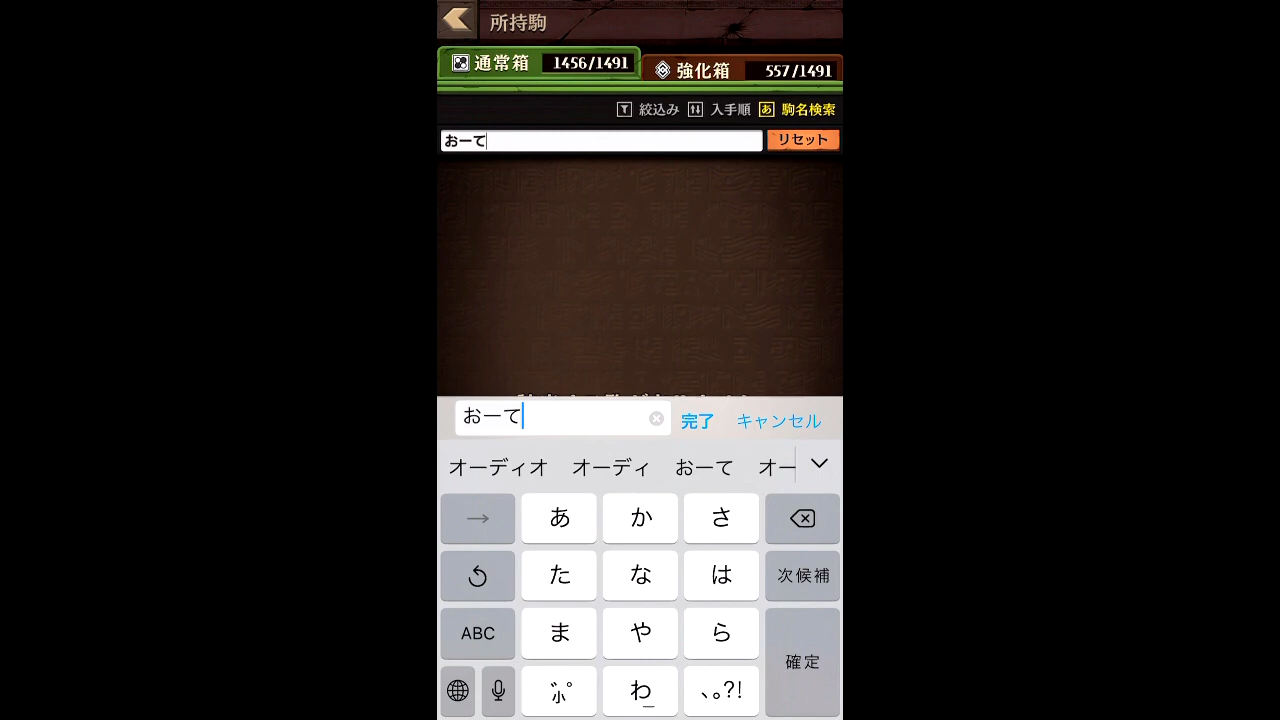 所持駒
通常箱 1456/1491 強化箱 557/1491
絞込み 入手順 あ 駒名検索
おーて リセット
おーて 完了 キャンセル
オーディオ オーディ おーて オー
→ あ か さ
た な は 次候補
ABC ま や ら
確定
゛゜小 わ_ 、。?!